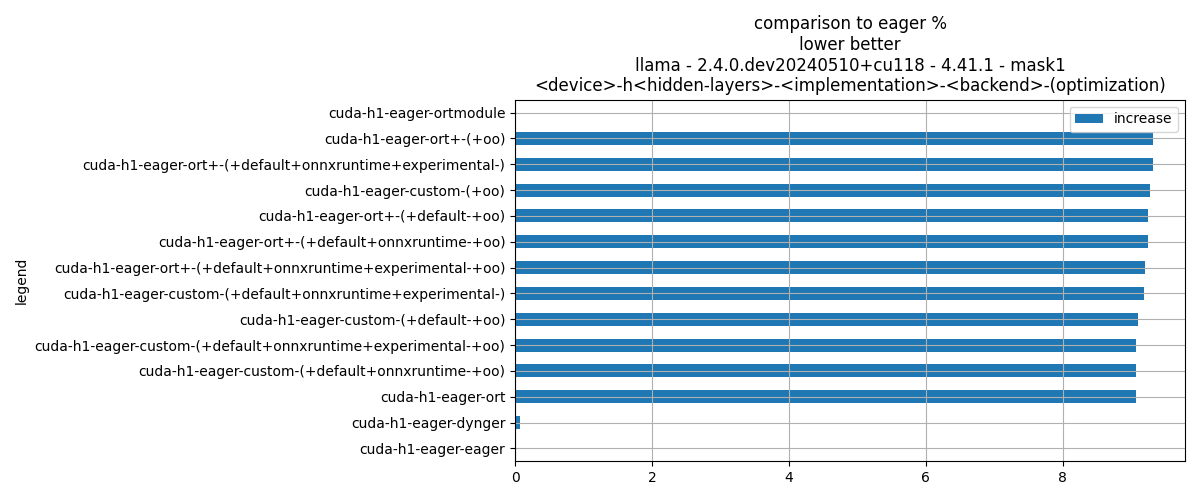 comparison to eager %
lower better
llama - 2.4.0.dev20240510+cu118 - 4.41.1 - mask1
<device>-h<hidden-layers>-<implementation>-<backend>-(optimization)
increase
legend
cuda-h1-eager-ortmodule
cuda-h1-eager-ort+-(+oo)
cuda-h1-eager-ort+-(+default+onnxruntime+experimental-)
cuda-h1-eager-custom-(+oo)
cuda-h1-eager-ort+-(+default-+oo)
cuda-h1-eager-ort+-(+default+onnxruntime-+oo)
cuda-h1-eager-ort+-(+default+onnxruntime+experimental-+oo)
cuda-h1-eager-custom-(+default+onnxruntime+experimental-)
cuda-h1-eager-custom-(+default-+oo)
cuda-h1-eager-custom-(+default+onnxruntime+experimental-+oo)
cuda-h1-eager-custom-(+default+onnxruntime-+oo)
cuda-h1-eager-ort
cuda-h1-eager-dynger
cuda-h1-eager-eager
0 2 4 6 8